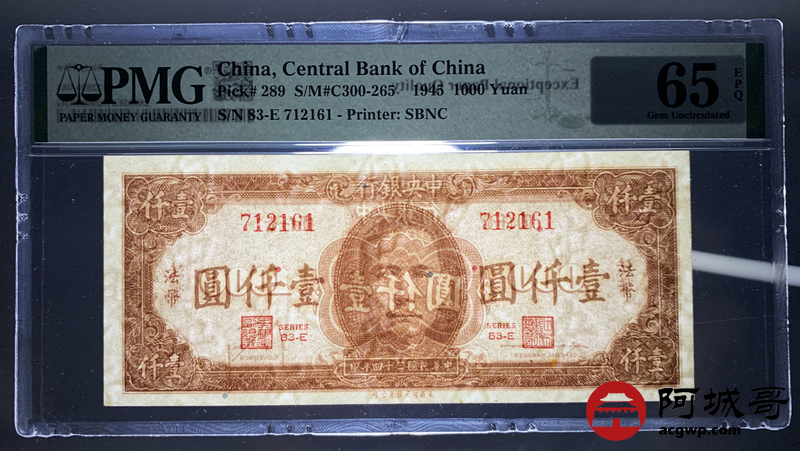 PMG
PAPER MONEY GUARANTY
China, Central Bank of China
Pick# 289 S/M#C300-265 1945 1000 Yuan
S/N 83-E 712161 - Printer: SBNC
65 EPQ
Gem Uncirculated
行銀央中
仟壹
仟壹
712161
712161
法幣
圓仟壹
圓仟壹
法幣
SERIES
83-E
SERIES
83-E
仟壹
仟壹
印年四十三國民華中
阿城哥
acgwp.com